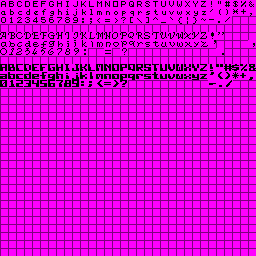 ABCDEFGHIJKLMNOPQRSTUVWXYZ!"#$%&
abcdefghijklmnopqrstuvwxyz'()*+,
0123456789:;<=>?[\]^~`{|}~-./
ABCDEFGHIJKLMNOPQRSTUVWXYZ!"
abcdefghijklmnopqrstuvwxyz'()
0123456789: = ? .
ABCDEFGHIJKLMNOPQRSTUVWXYZ!"#$%&
abcdefghijklmnopqrstuvwxyz'()*+,
0123456789:;<=>? -./